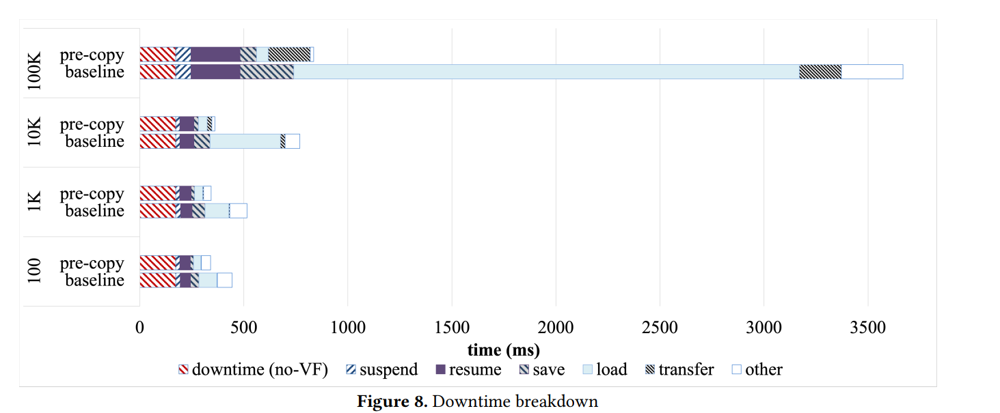 100K
pre-copy
baseline
10K
pre-copy
baseline
1K
pre-copy
baseline
100
pre-copy
baseline
0 500 1000 1500 2000 2500 3000 3500
time (ms)
downtime (no-VF) suspend resume save load transfer other
Figure 8. Downtime breakdown